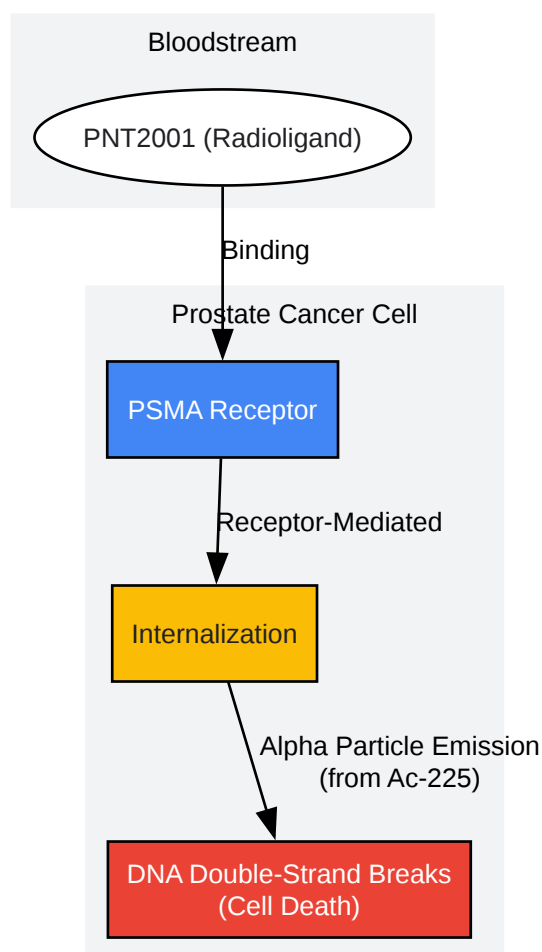 Bloodstream
PNT2001 (Radioligand)
Binding
Prostate Cancer Cell
PSMA Receptor
Receptor-Mediated
Internalization
Alpha Particle Emission
(from Ac-225)
DNA Double-Strand Breaks
(Cell Death)